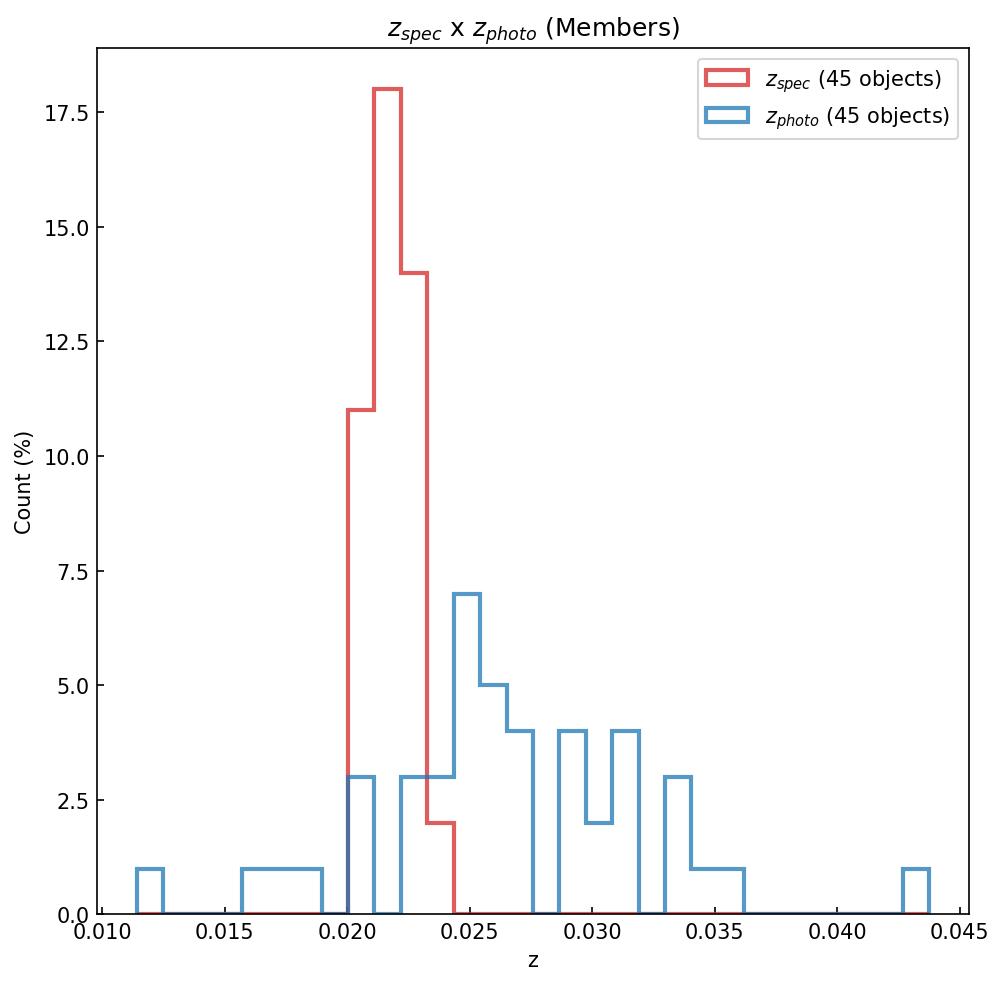 z_spec x z_photo (Members)
z_spec (45 objects)
z_photo (45 objects)
Count (%)
17.5
15.0
12.5
10.0
7.5
5.0
2.5
0.0
0.010 0.015 0.020 0.025 0.030 0.035 0.040 0.045
z